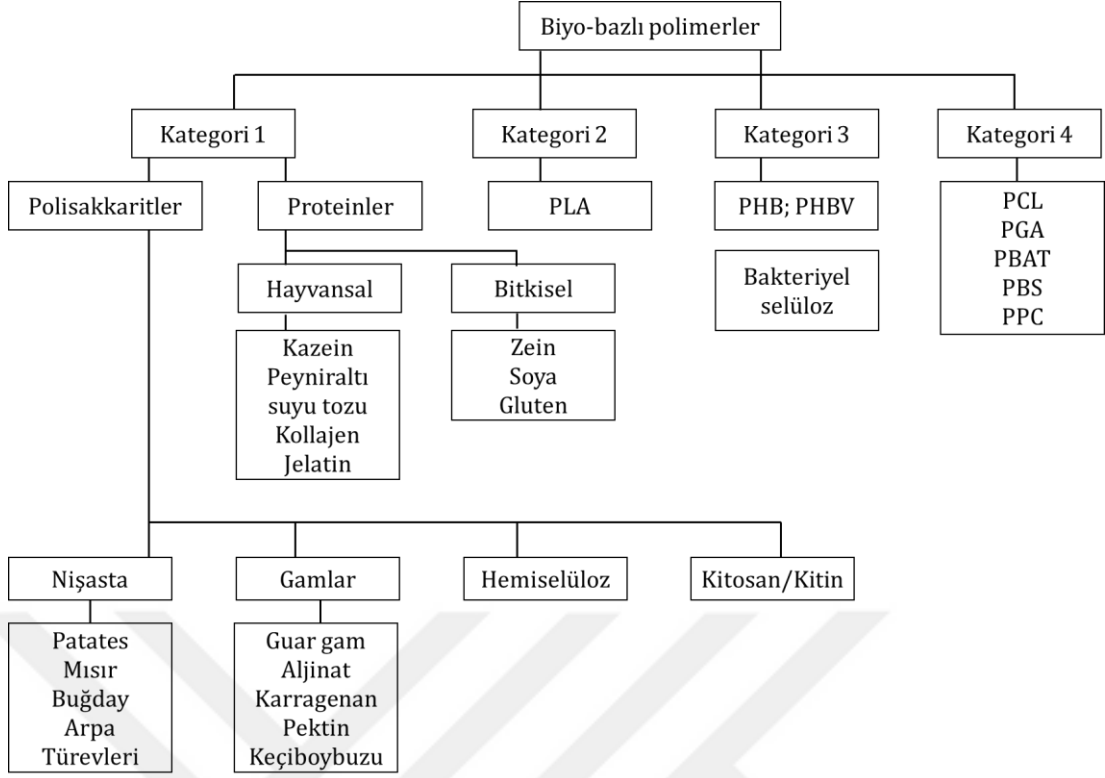 Biyo-bazlı polimerler
Kategori 1
Kategori 2
Kategori 3
Kategori 4
Polisakkaritler
Proteinler
PLA
PHB; PHBV
PCL
PGA
PBAT
PBS
PPC
Hayvansal
Bitkisel
Bakteriyel
selüloz
Kazein
Peyniraltı
suyu tozu
Kollajen
Jelatin
Zein
Soya
Gluten
Nişasta
Gamlar
Hemiselüloz
Kitosan/Kitin
Patates
Mısır
Buğday
Arpa
Türevleri
Guar gam
Aljinat
Karragenan
Pektin
Keçiboybuzu